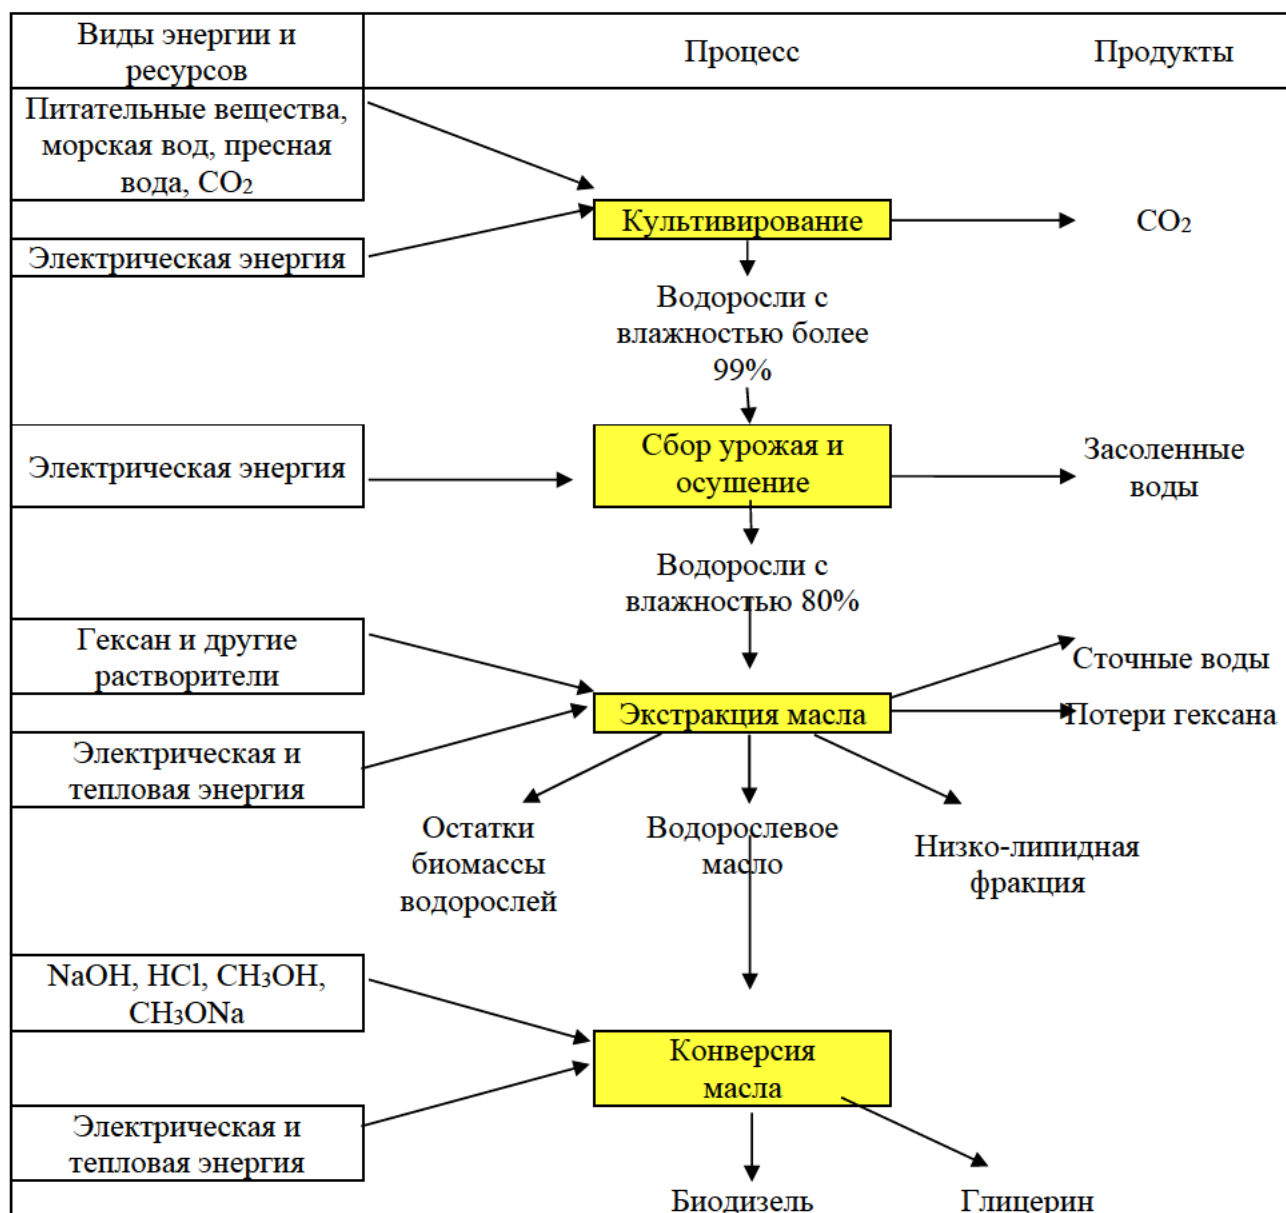 Виды энергии и
ресурсов
Процесс
Продукты
Питательные вещества,
морская вод, пресная
вода, CO₂
Культивирование
CO₂
Электрическая энергия
Водоросли с
влажностью более
99%
Электрическая энергия
Сбор урожая и
осушение
Засоленные
воды
Водоросли с
влажностью 80%
Гексан и другие
растворители
Сточные воды
Экстракция масла
Потери гексана
Электрическая и
тепловая энергия
Остатки
биомассы
водорослей
Водорослевое
масло
Низко-липидная
фракция
NaOH, HCl, CH₃OH,
CH₃ONa
Конверсия
масла
Электрическая и
тепловая энергия
Биодизель
Глицерин